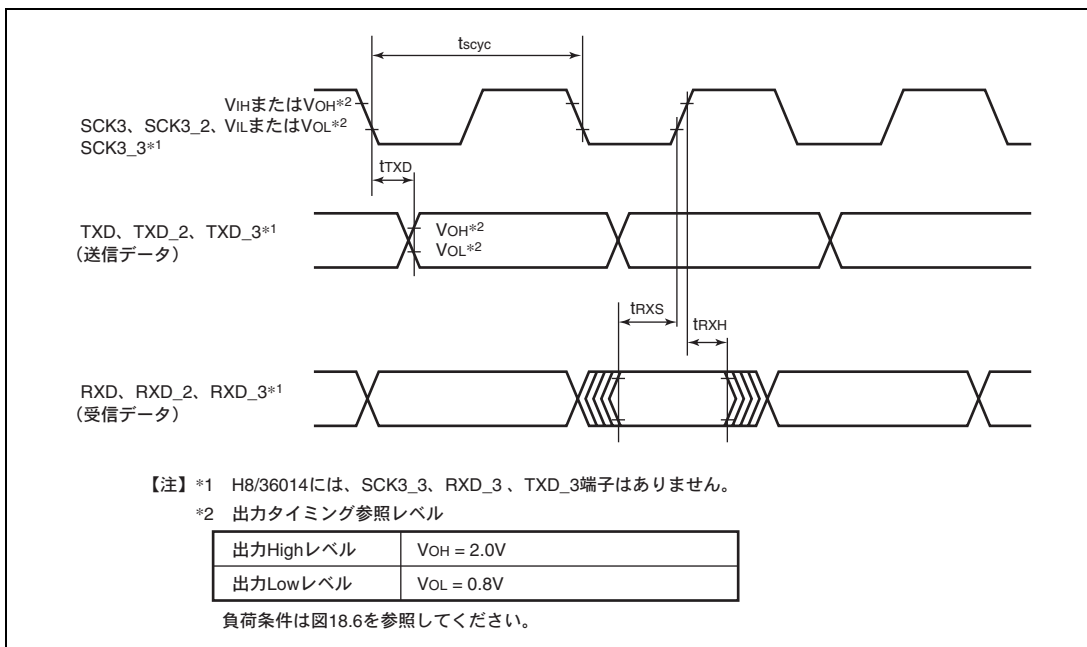 tscyc
VIHまたはVOH*2
SCK3、SCK3_2、VILまたはVOL*2
SCK3_3*1
tTXD
TXD、TXD_2、TXD_3*1
（送信データ）
VOH*2
VOL*2
tRXS
tRXH
RXD、RXD_2、RXD_3*1
（受信データ）
【注】*1 H8/36014には、SCK3_3、RXD_3 、TXD_3端子はありません。
*2 出力タイミング参照レベル
出力Highレベル VOH = 2.0V
出力Lowレベル VOL = 0.8V
負荷条件は図18.6を参照してください。